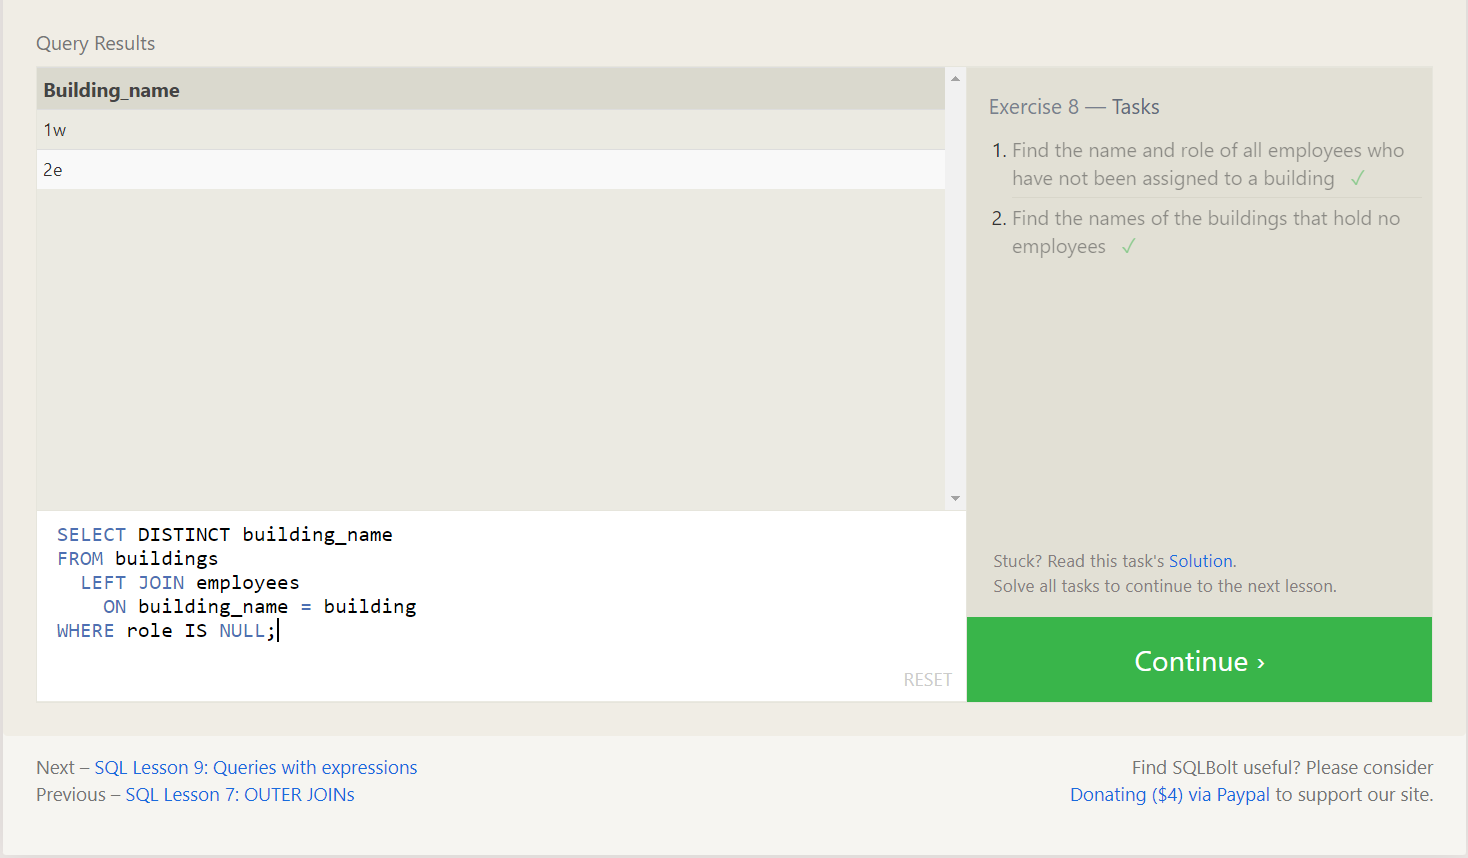 Query Results
Building_name
1w
2e
SELECT DISTINCT building_name
FROM buildings
  LEFT JOIN employees
    ON building_name = building
WHERE role IS NULL;
RESET
Exercise 8 — Tasks
1. Find the name and role of all employees who
have not been assigned to a building ✓
2. Find the names of the buildings that hold no
employees ✓
Stuck? Read this task's Solution.
Solve all tasks to continue to the next lesson.
Continue ›
Next – SQL Lesson 9: Queries with expressions
Previous – SQL Lesson 7: OUTER JOINs
Find SQLBolt useful? Please consider
Donating ($4) via Paypal to support our site.